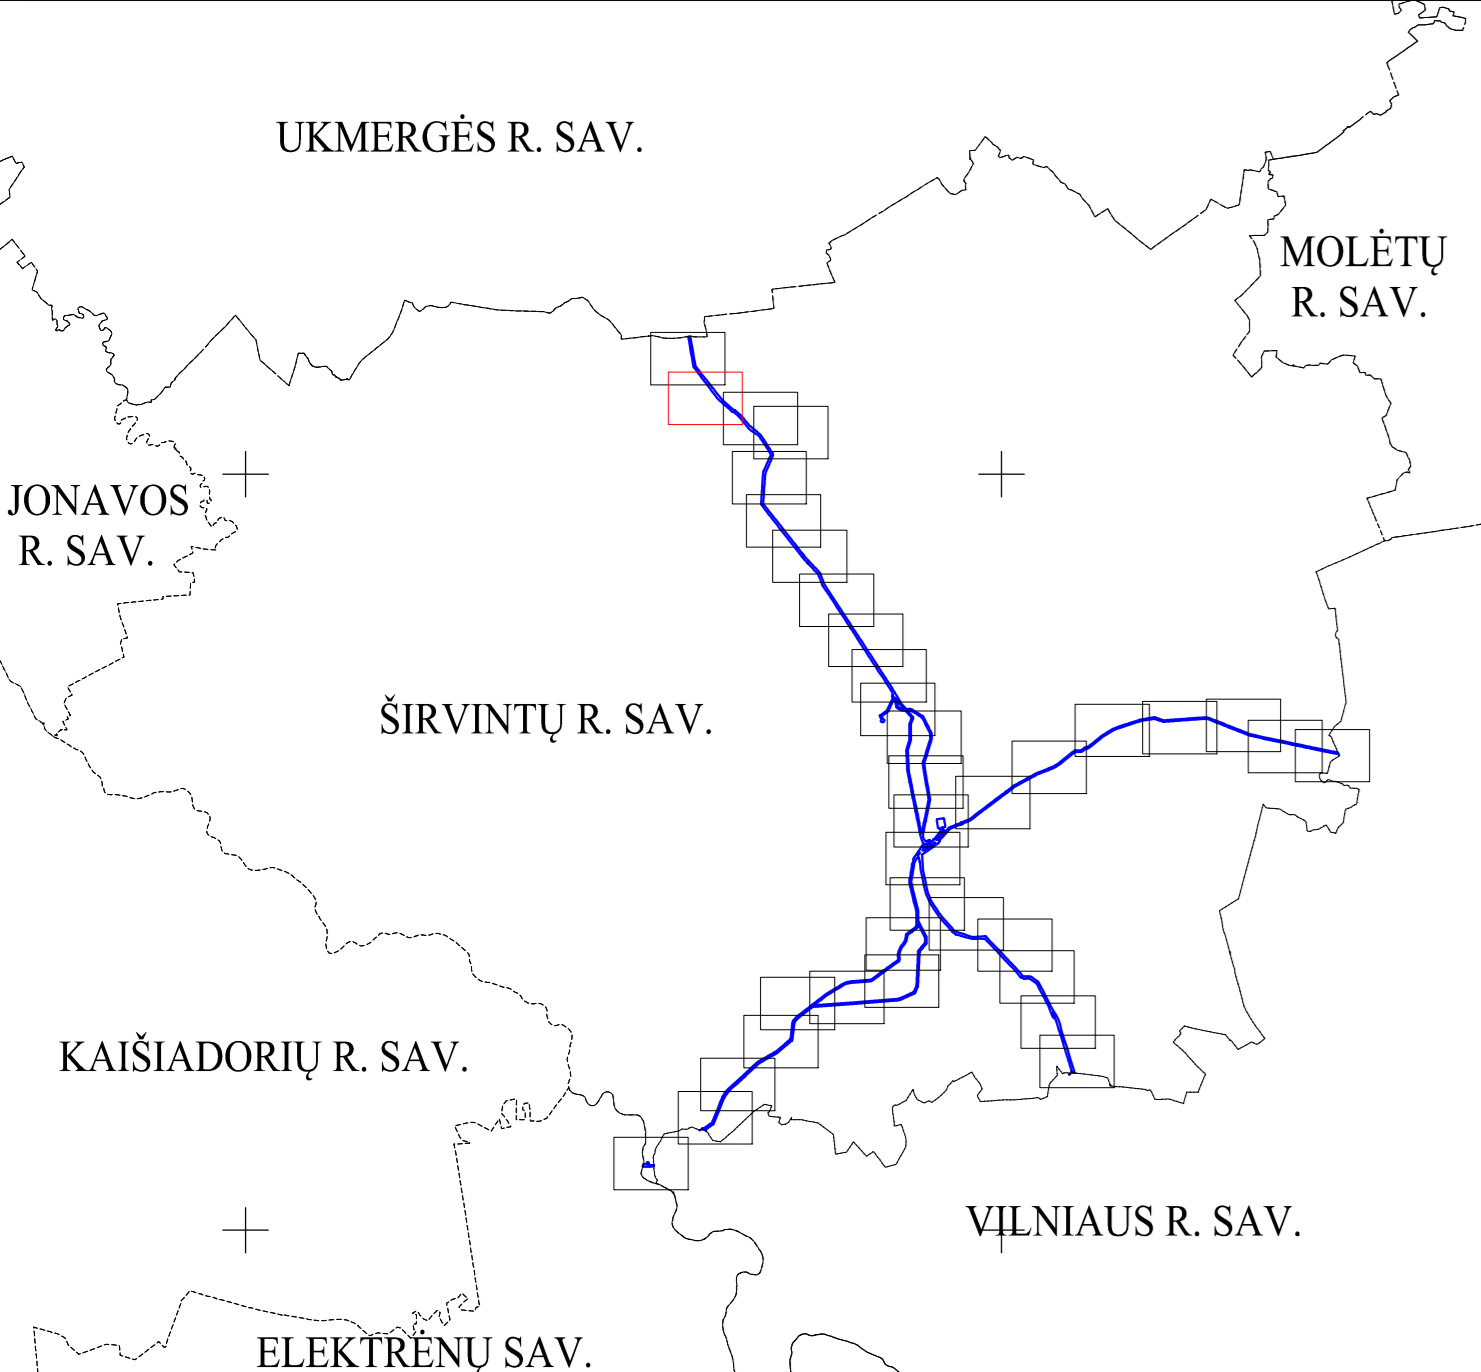 UKMERGĖS R. SAV.
MOLĖTŲ
R. SAV.
JONAVOS
R. SAV.
ŠIRVINTŲ R. SAV.
KAIŠIADORIŲ R. SAV.
VILNIAUS R. SAV.
ELEKTRĖNŲ SAV.